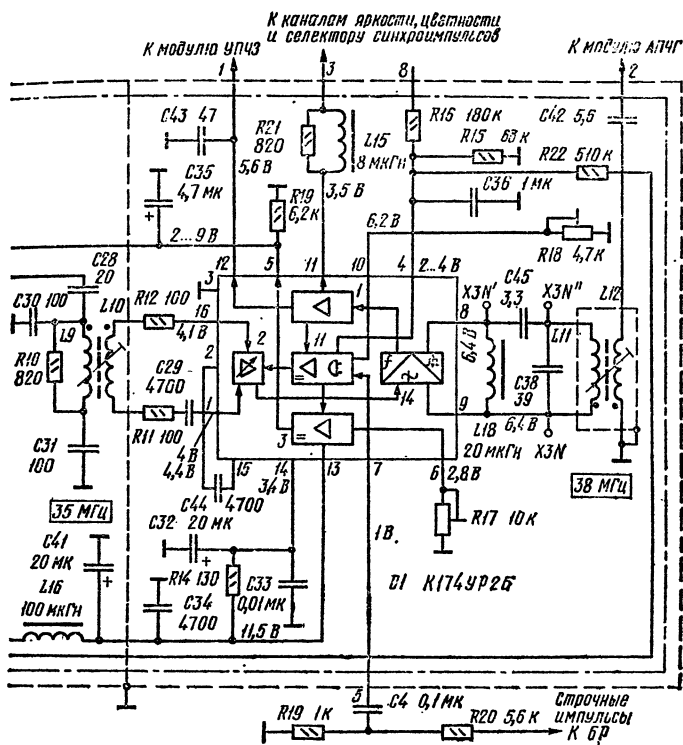 К каналам яркости, цветности
и селектору синхроимпульсов
К модулю УПЧЗ
К модулю АПЧГ
1
3
8
2
C43 47
R21
820
L15
8 мкГн
R16 180к
R15 63к
C42 5,6
R22 510к
C35
4,7 мк
+
5,6 В
3,5 В
R19
6,2к
C36 1 мк
6,2 В
R18 4,7к
2...9 В
C28
20
12
5
11
10
4
2...4 В
C30 100
L9
L10
R12 100
16
4,1 В
3
1
8
X3N'
C45
3,3
X3N"
L12
L11
R10
820
C29
4700
2
2
11
=
14
6,4 В
C38
39
R11 100
1
9
L18
20 мкГн
6,4 В
X3N
C31
100
4 В
4,4 В
3
=
15
14
13
7
6
2,8 В
3,4 В
C44
4700
35 МГц
38 МГц
C32
20 мк
+
R17 10к
1 В
C41
20 мк
+
R14 130
C33
0,01 мк
D1 К174УР2Б
L16
100 мкГн
C34
4700
11,5 В
5
C4 0,1 мк
R19 1к
R20 5,6 к
Строчные
импульсы
К БР